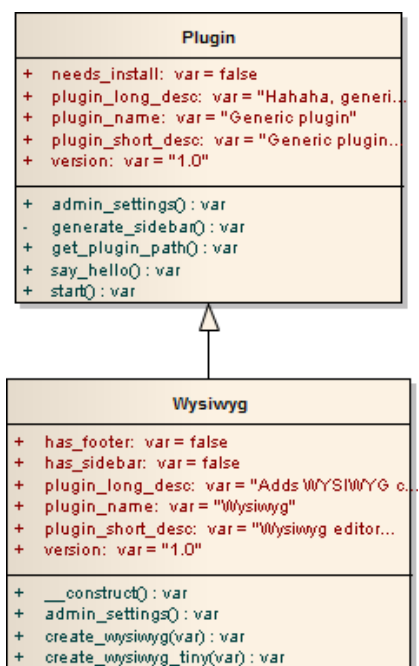 Plugin
+ needs_install: var = false
+ plugin_long_desc: var = "Hahaha, generi...
+ plugin_name: var = "Generic plugin"
+ plugin_short_desc: var = "Generic plugin...
+ version: var = "1.0"
+ admin_settings() : var
- generate_sidebar() : var
+ get_plugin_path() : var
+ say_hello() : var
+ start() : var
Wysiwyg
+ has_footer: var = false
+ has_sidebar: var = false
+ plugin_long_desc: var = "Adds WYSIWYG c...
+ plugin_name: var = "Wysiwyg"
+ plugin_short_desc: var = "Wysiwyg editor...
+ version: var = "1.0"
+ __construct() : var
+ admin_settings() : var
+ create_wysiwyg(var) : var
+ create_wysiwyg_tiny(var) : var